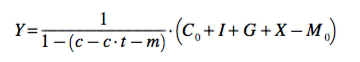 Y = 1 / (1 − (c − c·t − m)) · (C₀ + I + G + X − M₀)